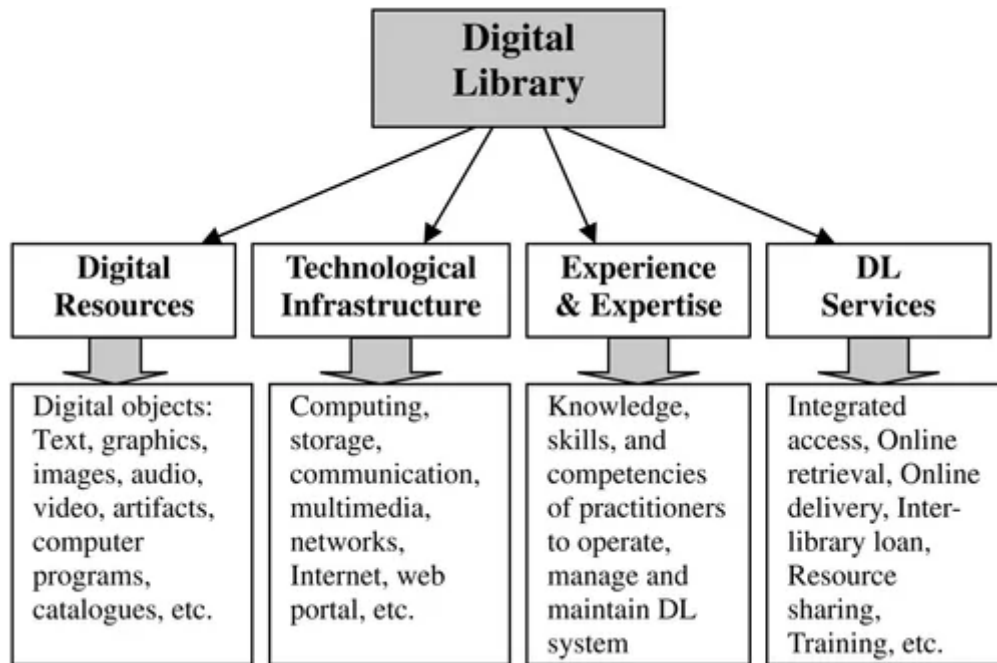 Digital
Library
Digital
Resources
Technological
Infrastructure
Experience
& Expertise
DL
Services
Digital objects:
Text, graphics,
images, audio,
video, artifacts,
computer
programs,
catalogues, etc.
Computing,
storage,
communication,
multimedia,
networks,
Internet, web
portal, etc.
Knowledge,
skills, and
competencies
of practitioners
to operate,
manage and
maintain DL
system
Integrated
access, Online
retrieval, Online
delivery, Inter-
library loan,
Resource
sharing,
Training, etc.